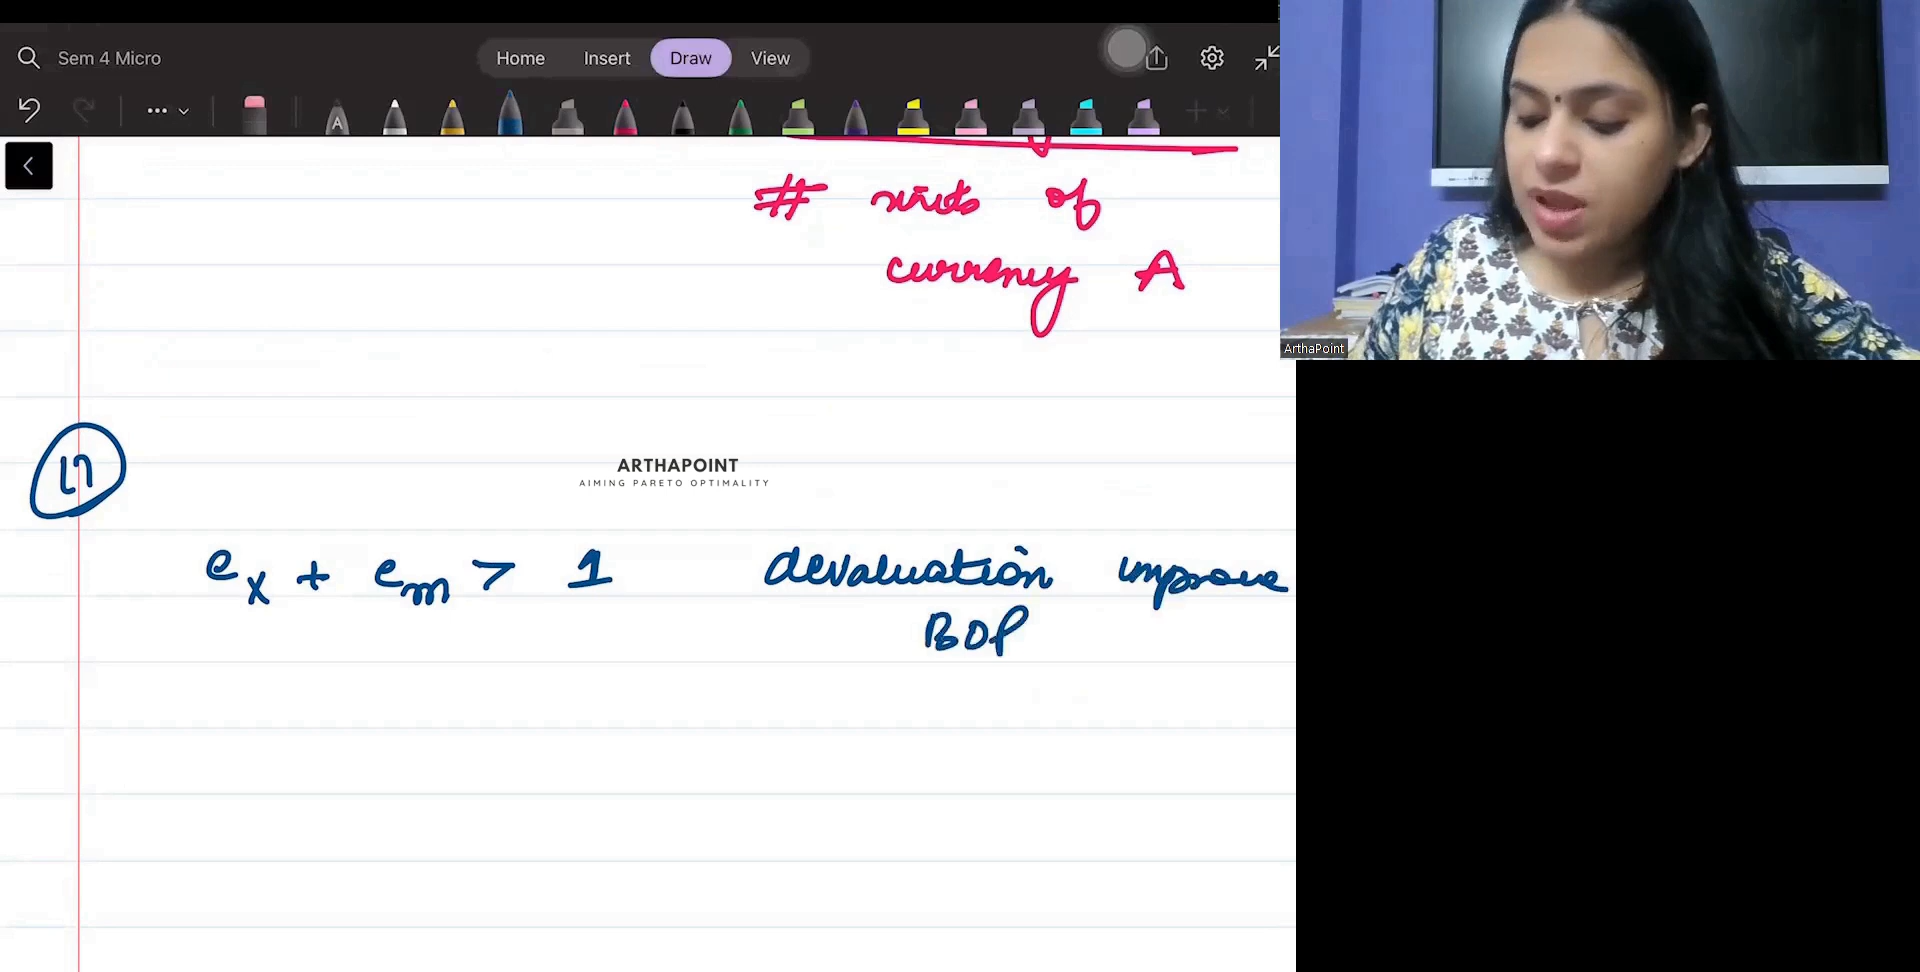 Sem 4 Micro
Home Insert Draw View
A
# units of
currency A
ArthaPoint
17
ARTHAPOINT
AIMING PARETO OPTIMALITY
ex + em > 1 devaluation improve
BOP